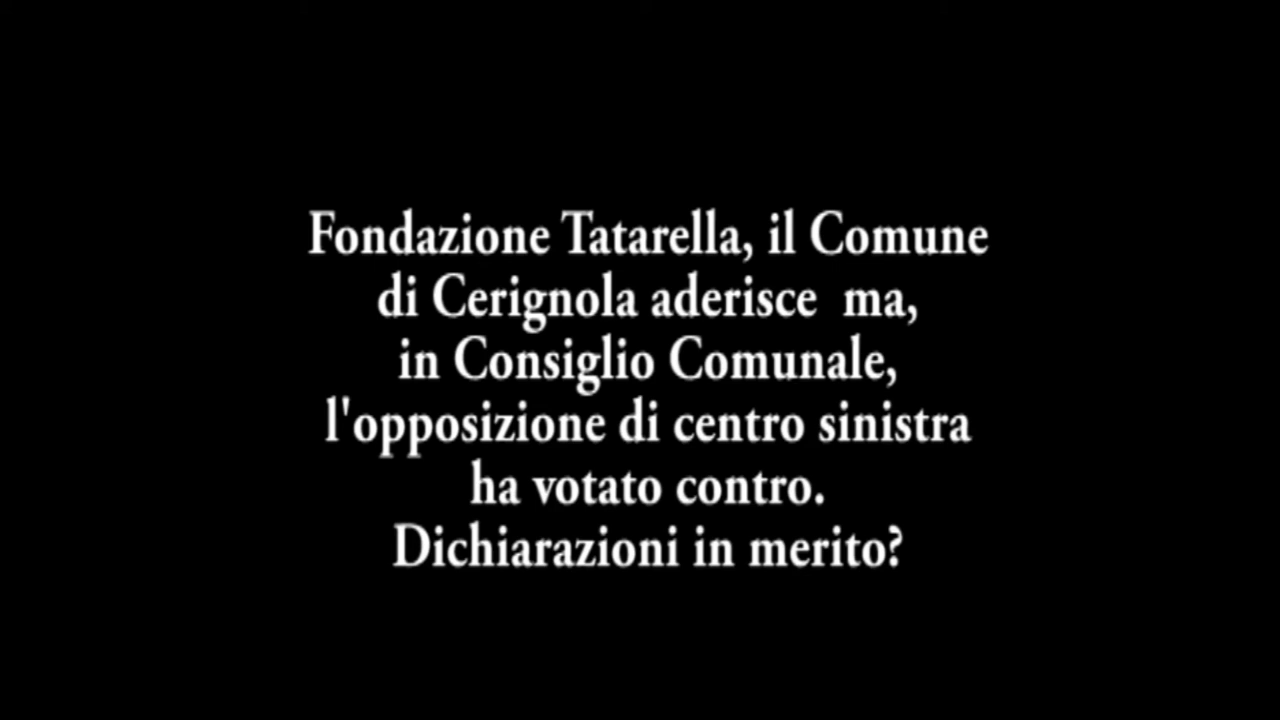 Fondazione Tatarella, il Comune
di Cerignola aderisce  ma,
in Consiglio Comunale,
l'opposizione di centro sinistra
ha votato contro.
Dichiarazioni in merito?